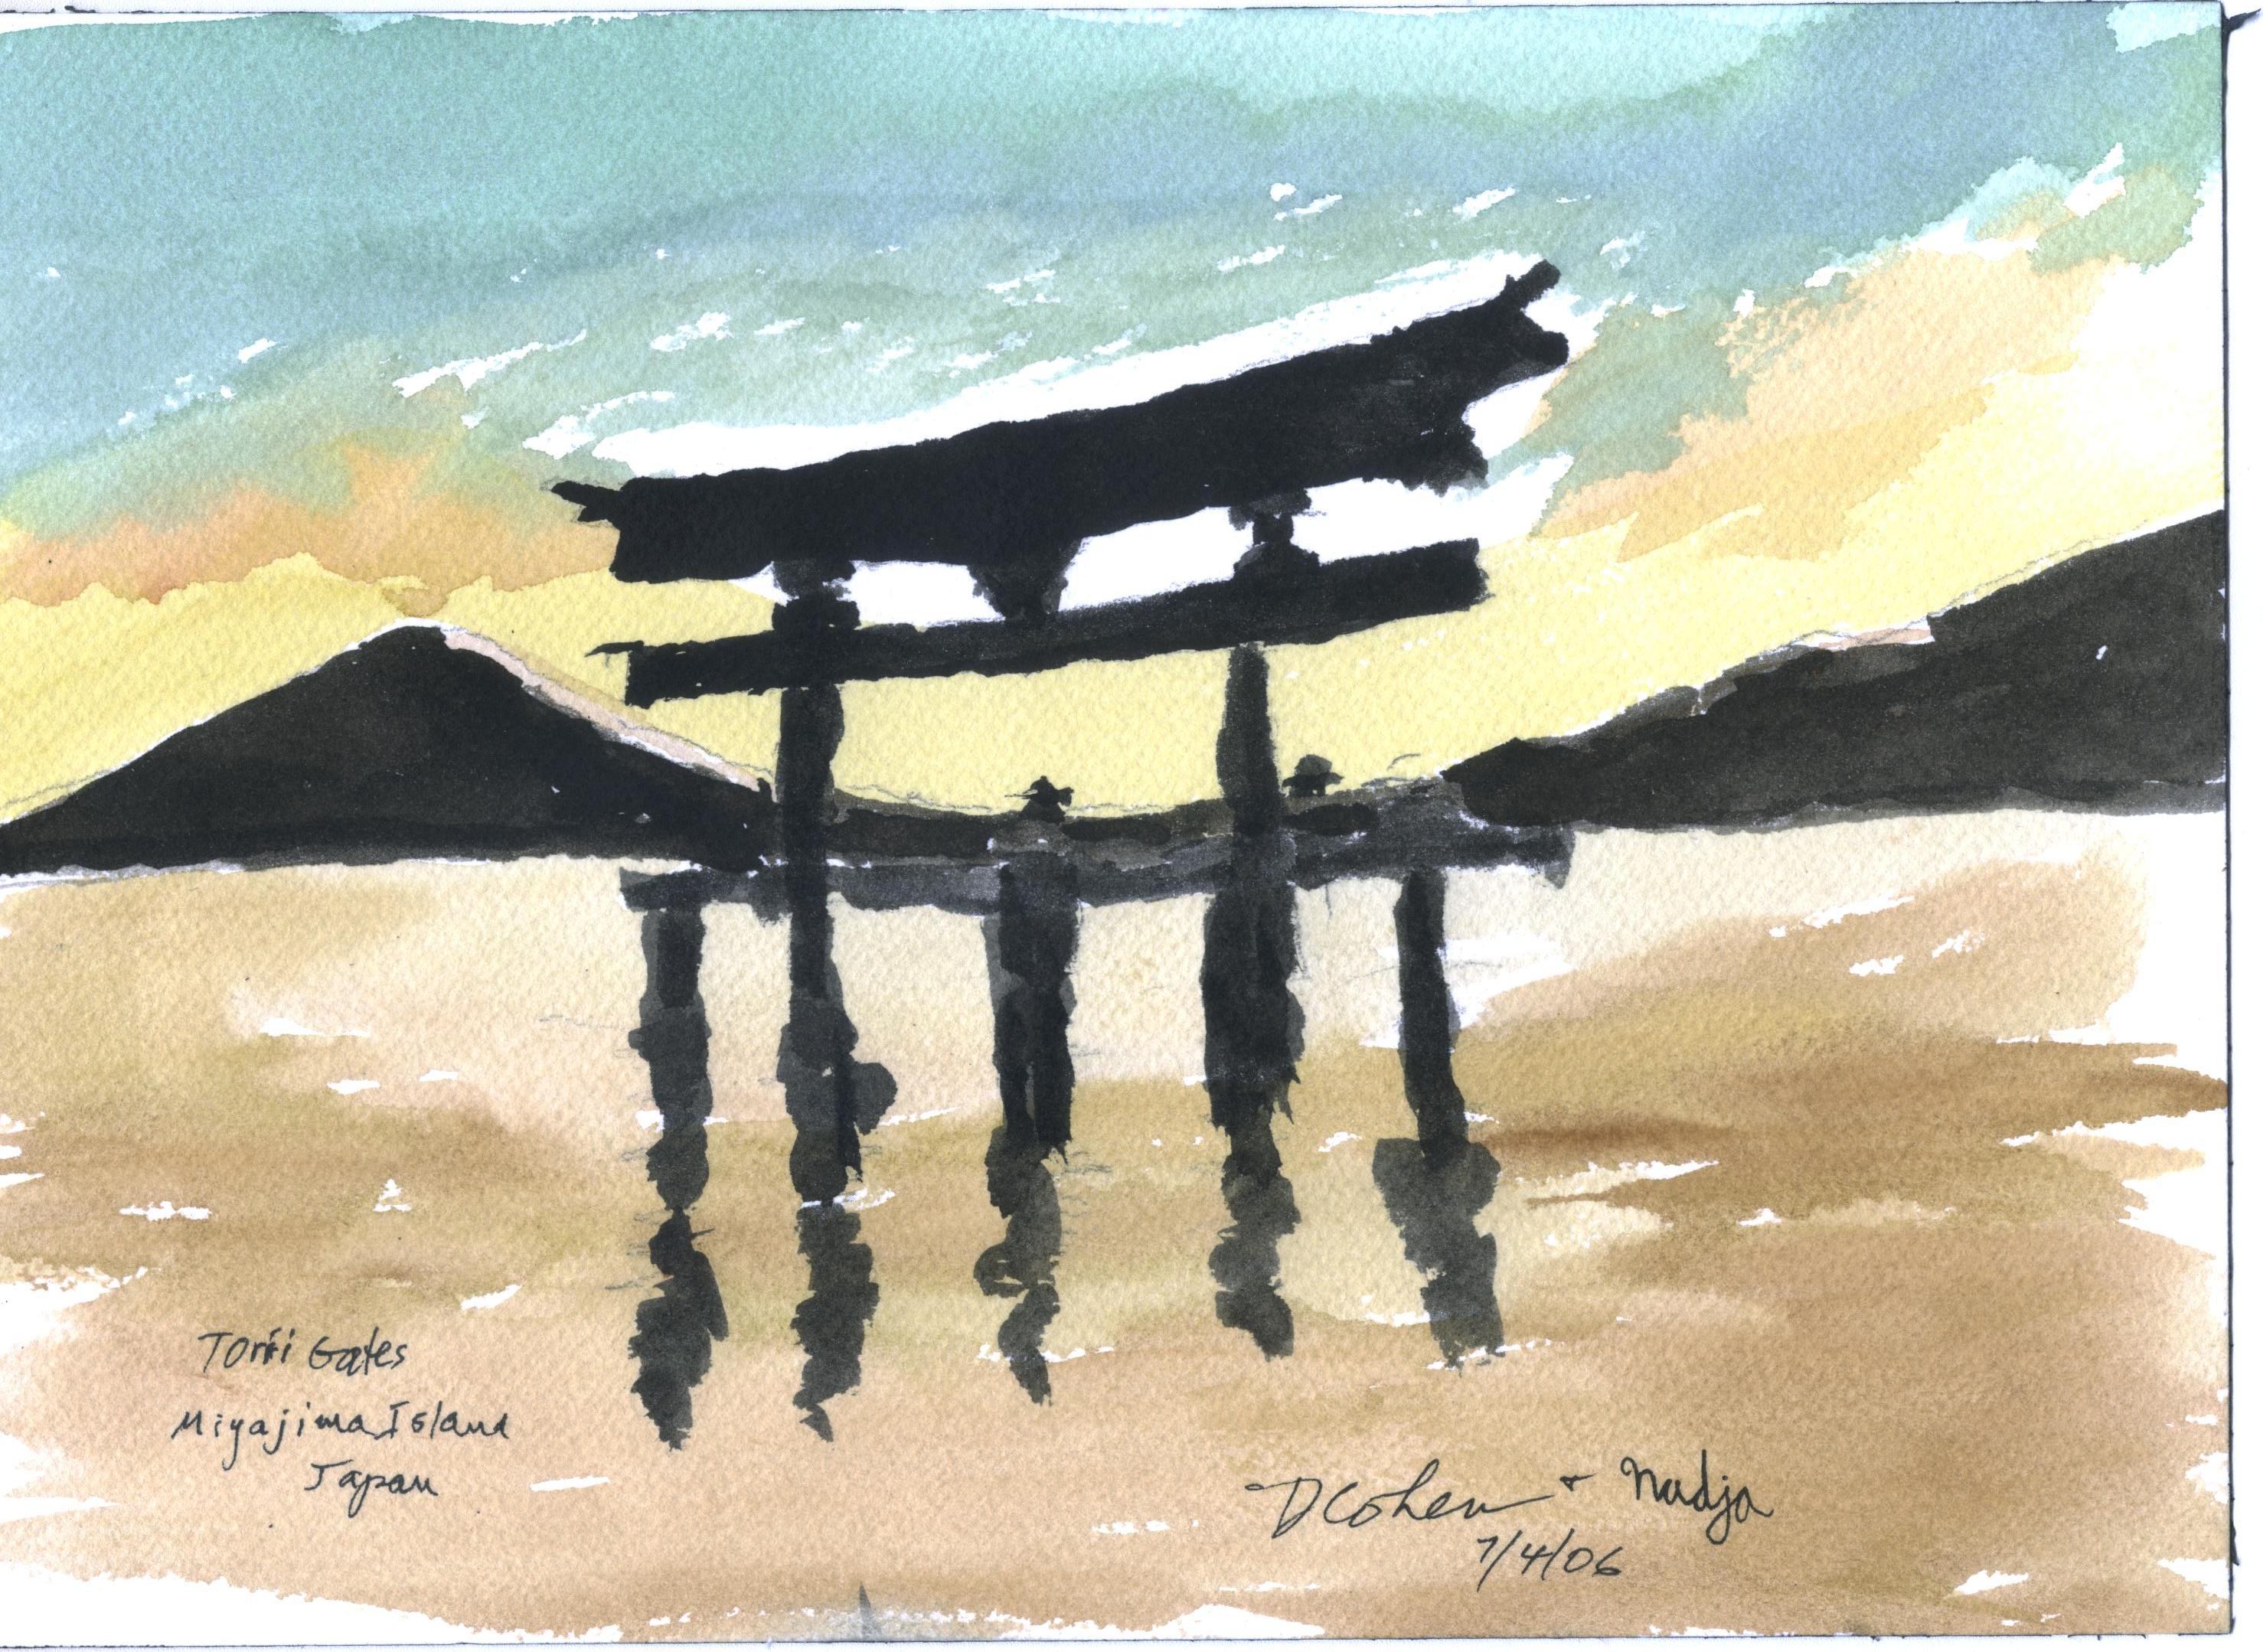 Torii Gates
Miyajima Island
Japan
DCohen + Nadja
7/4/06